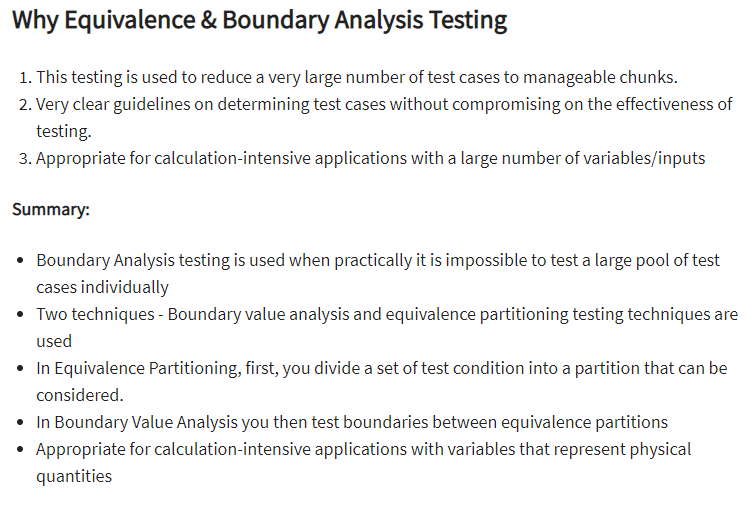 Why Equivalence & Boundary Analysis Testing
1. This testing is used to reduce a very large number of test cases to manageable chunks.
2. Very clear guidelines on determining test cases without compromising on the effectiveness of
testing.
3. Appropriate for calculation-intensive applications with a large number of variables/inputs
Summary:
• Boundary Analysis testing is used when practically it is impossible to test a large pool of test
cases individually
• Two techniques - Boundary value analysis and equivalence partitioning testing techniques are
used
• In Equivalence Partitioning, first, you divide a set of test condition into a partition that can be
considered.
• In Boundary Value Analysis you then test boundaries between equivalence partitions
• Appropriate for calculation-intensive applications with variables that represent physical
quantities